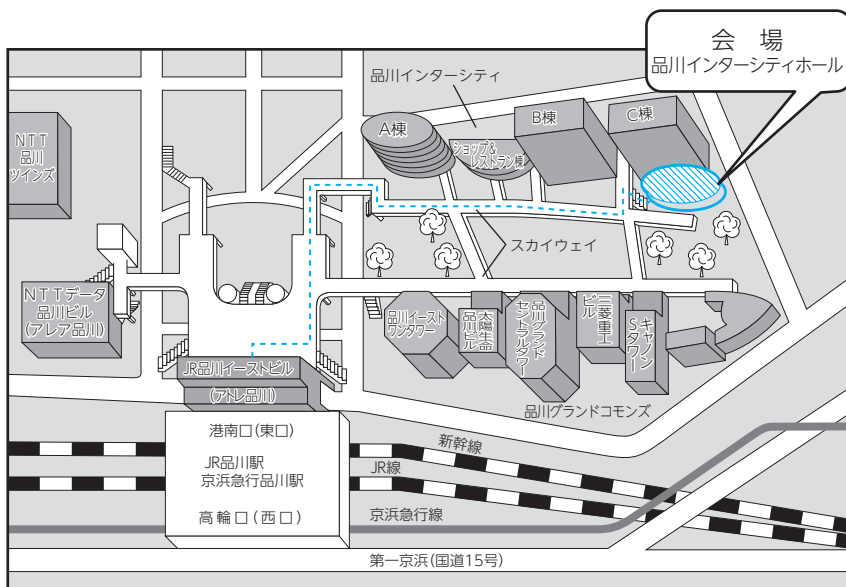 会 場
品川インターシティホール
品川インターシティ
A棟
ショップ&
レストラン棟
B棟
C棟
NTT
品川
ツインズ
スカイウェイ
NTTデータ
品川ビル
(アレア品川)
品川イースト
ワンタワー
太陽生命
品川ビル
品川グランド
セントラルタワー
三菱重工
ビル
キヤノン
Sタワー
品川グランドコモンズ
JR品川イーストビル
(アトレ品川)
港南口(東口)
JR品川駅
京浜急行品川駅
高輪口(西口)
新幹線
JR線
京浜急行線
第一京浜(国道15号)